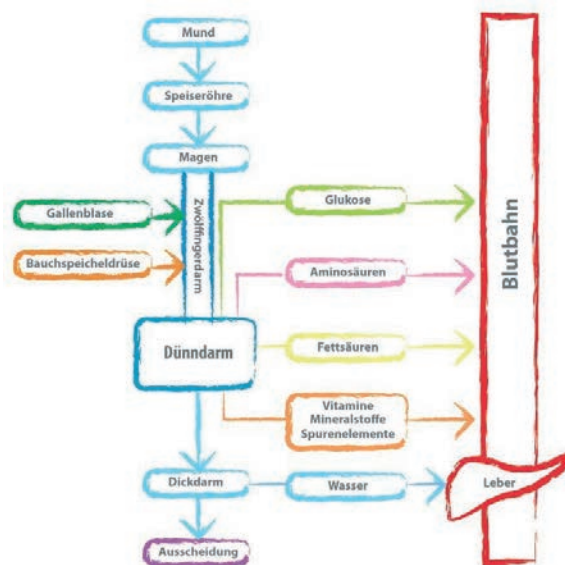 Mund
Speiseröhre
Magen
Gallenblase
Zwölffingerdarm
Glukose
Bauchspeicheldrüse
Aminosäuren
Blutbahn
Dünndarm
Fettsäuren
Vitamine
Mineralstoffe
Spurenelemente
Dickdarm
Wasser
Leber
Ausscheidung